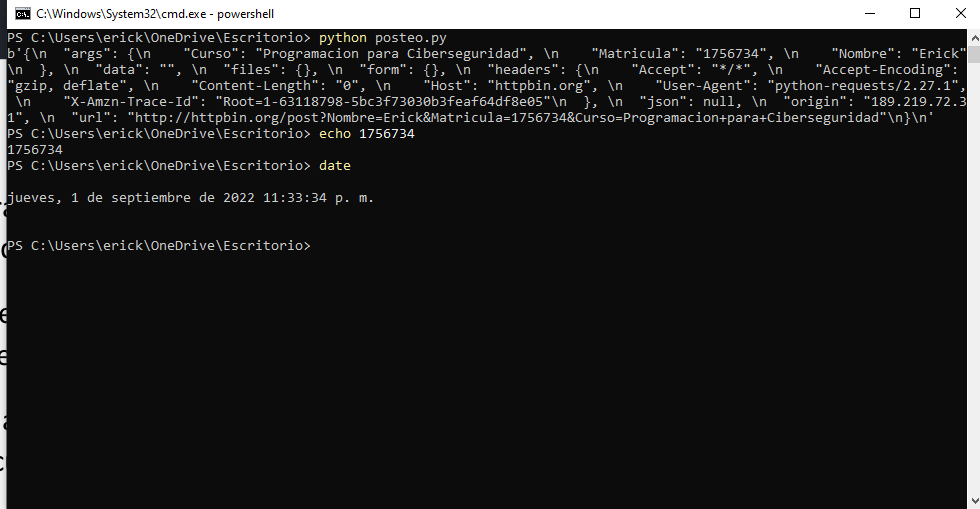 C:\Windows\System32\cmd.exe - powershell
PS C:\Users\erick\OneDrive\Escritorio> python posteo.py
b'{\n  "args": {\n    "Curso": "Programacion para Ciberseguridad", \n    "Matricula": "1756734", \n    "Nombre": "Erick"
\n  }, \n  "data": "", \n  "files": {}, \n  "form": {}, \n  "headers": {\n    "Accept": "*/*", \n    "Accept-Encoding":
"gzip, deflate", \n    "Content-Length": "0", \n    "Host": "httpbin.org", \n    "User-Agent": "python-requests/2.27.1",
\n    "X-Amzn-Trace-Id": "Root=1-63118798-5bc3f73030b3feaf64df8e05"\n  }, \n  "json": null, \n  "origin": "189.219.72.3
1", \n  "url": "http://httpbin.org/post?Nombre=Erick&Matricula=1756734&Curso=Programacion+para+Ciberseguridad"\n}\n'
PS C:\Users\erick\OneDrive\Escritorio> echo 1756734
1756734
PS C:\Users\erick\OneDrive\Escritorio> date
jueves, 1 de septiembre de 2022 11:33:34 p. m.
PS C:\Users\erick\OneDrive\Escritorio>